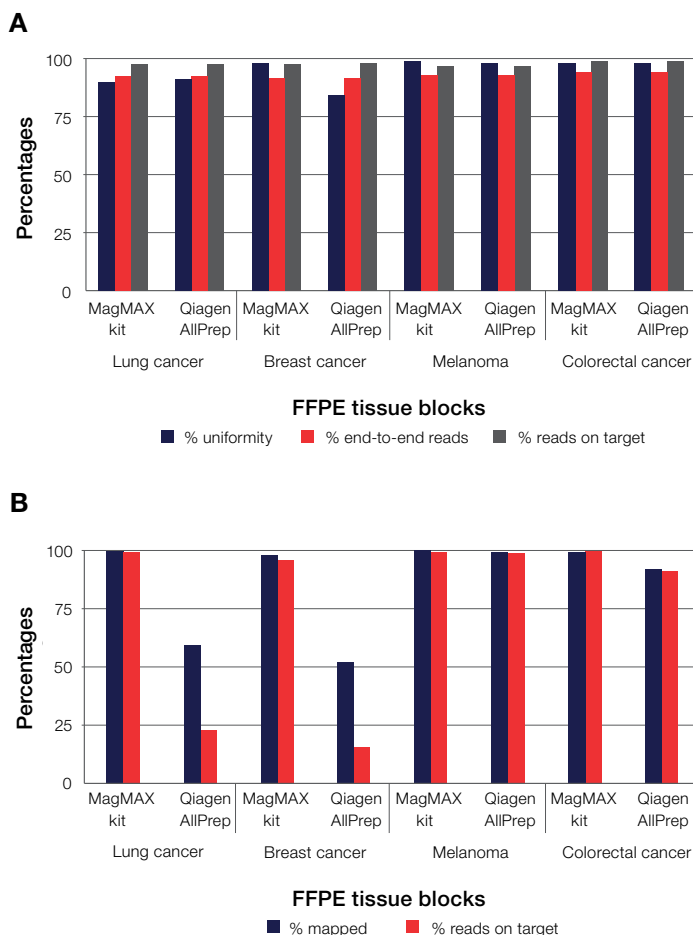 A
100
75
50
25
0
Percentages
MagMAX kit
Qiagen AllPrep
MagMAX kit
Qiagen AllPrep
MagMAX kit
Qiagen AllPrep
MagMAX kit
Qiagen AllPrep
Lung cancer
Breast cancer
Melanoma
Colorectal cancer
FFPE tissue blocks
% uniformity
% end-to-end reads
% reads on target
B
100
75
50
25
0
Percentages
MagMAX kit
Qiagen AllPrep
MagMAX kit
Qiagen AllPrep
MagMAX kit
Qiagen AllPrep
MagMAX kit
Qiagen AllPrep
Lung cancer
Breast cancer
Melanoma
Colorectal cancer
FFPE tissue blocks
% mapped
% reads on target